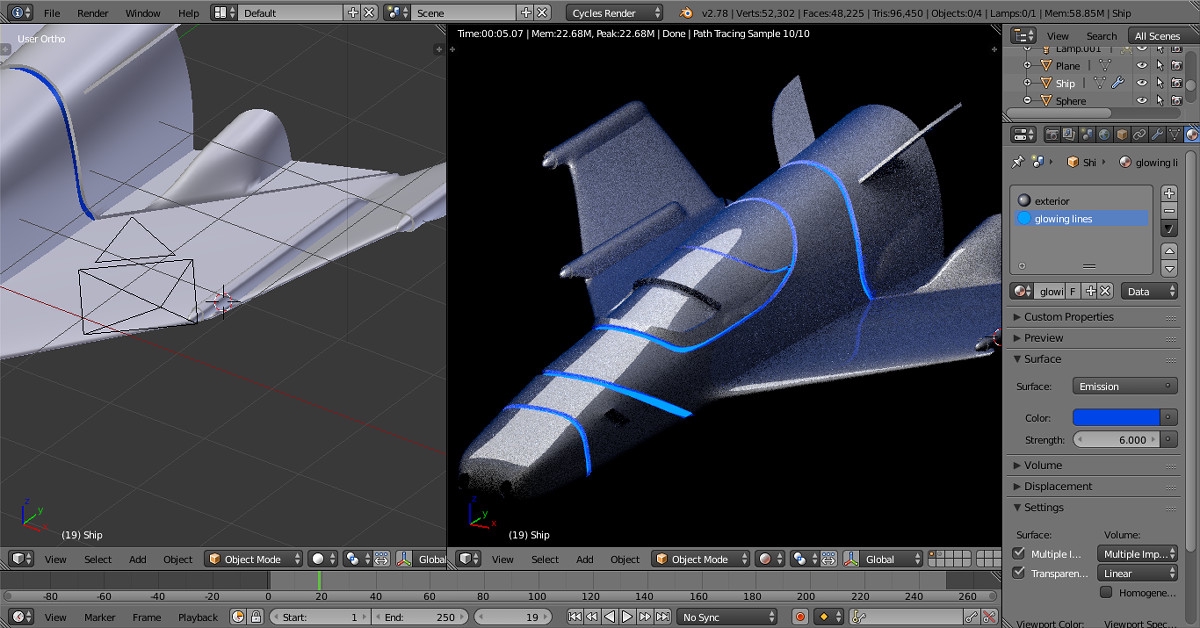 File Render Window Help Default Scene Cycles Render v2.78 | Verts:52,302 | Faces:48,225 | Tris:96,450 | Objects:0/4 | Lamps:0/1 | Mem:58.85M | Ship
User Ortho
Time:00:05.07 | Mem:22.68M, Peak:22.68M | Done | Path Tracing Sample 10/10
View Search All Scenes
Lamp.001
Plane
Ship
Sphere
Shi glowing li
exterior
glowing lines
glowi F Data
Custom Properties
Preview
Surface
Surface: Emission
Color:
Strength: 6.000
Volume
Displacement
Settings
Surface: Volume:
Multiple I... Multiple Imp...
Transparen... Linear
Homogene...
Viewport Color: Viewport Spec...
z
y
x
(19) Ship
z
y
x
(19) Ship
View Select Add Object Object Mode Global
View Select Add Object Object Mode Global
-80 -60 -40 -20 0 20 40 60 80 100 120 140 160 180 200 220 240 260
View Marker Frame Playback Start: 1 End: 250 19 No Sync